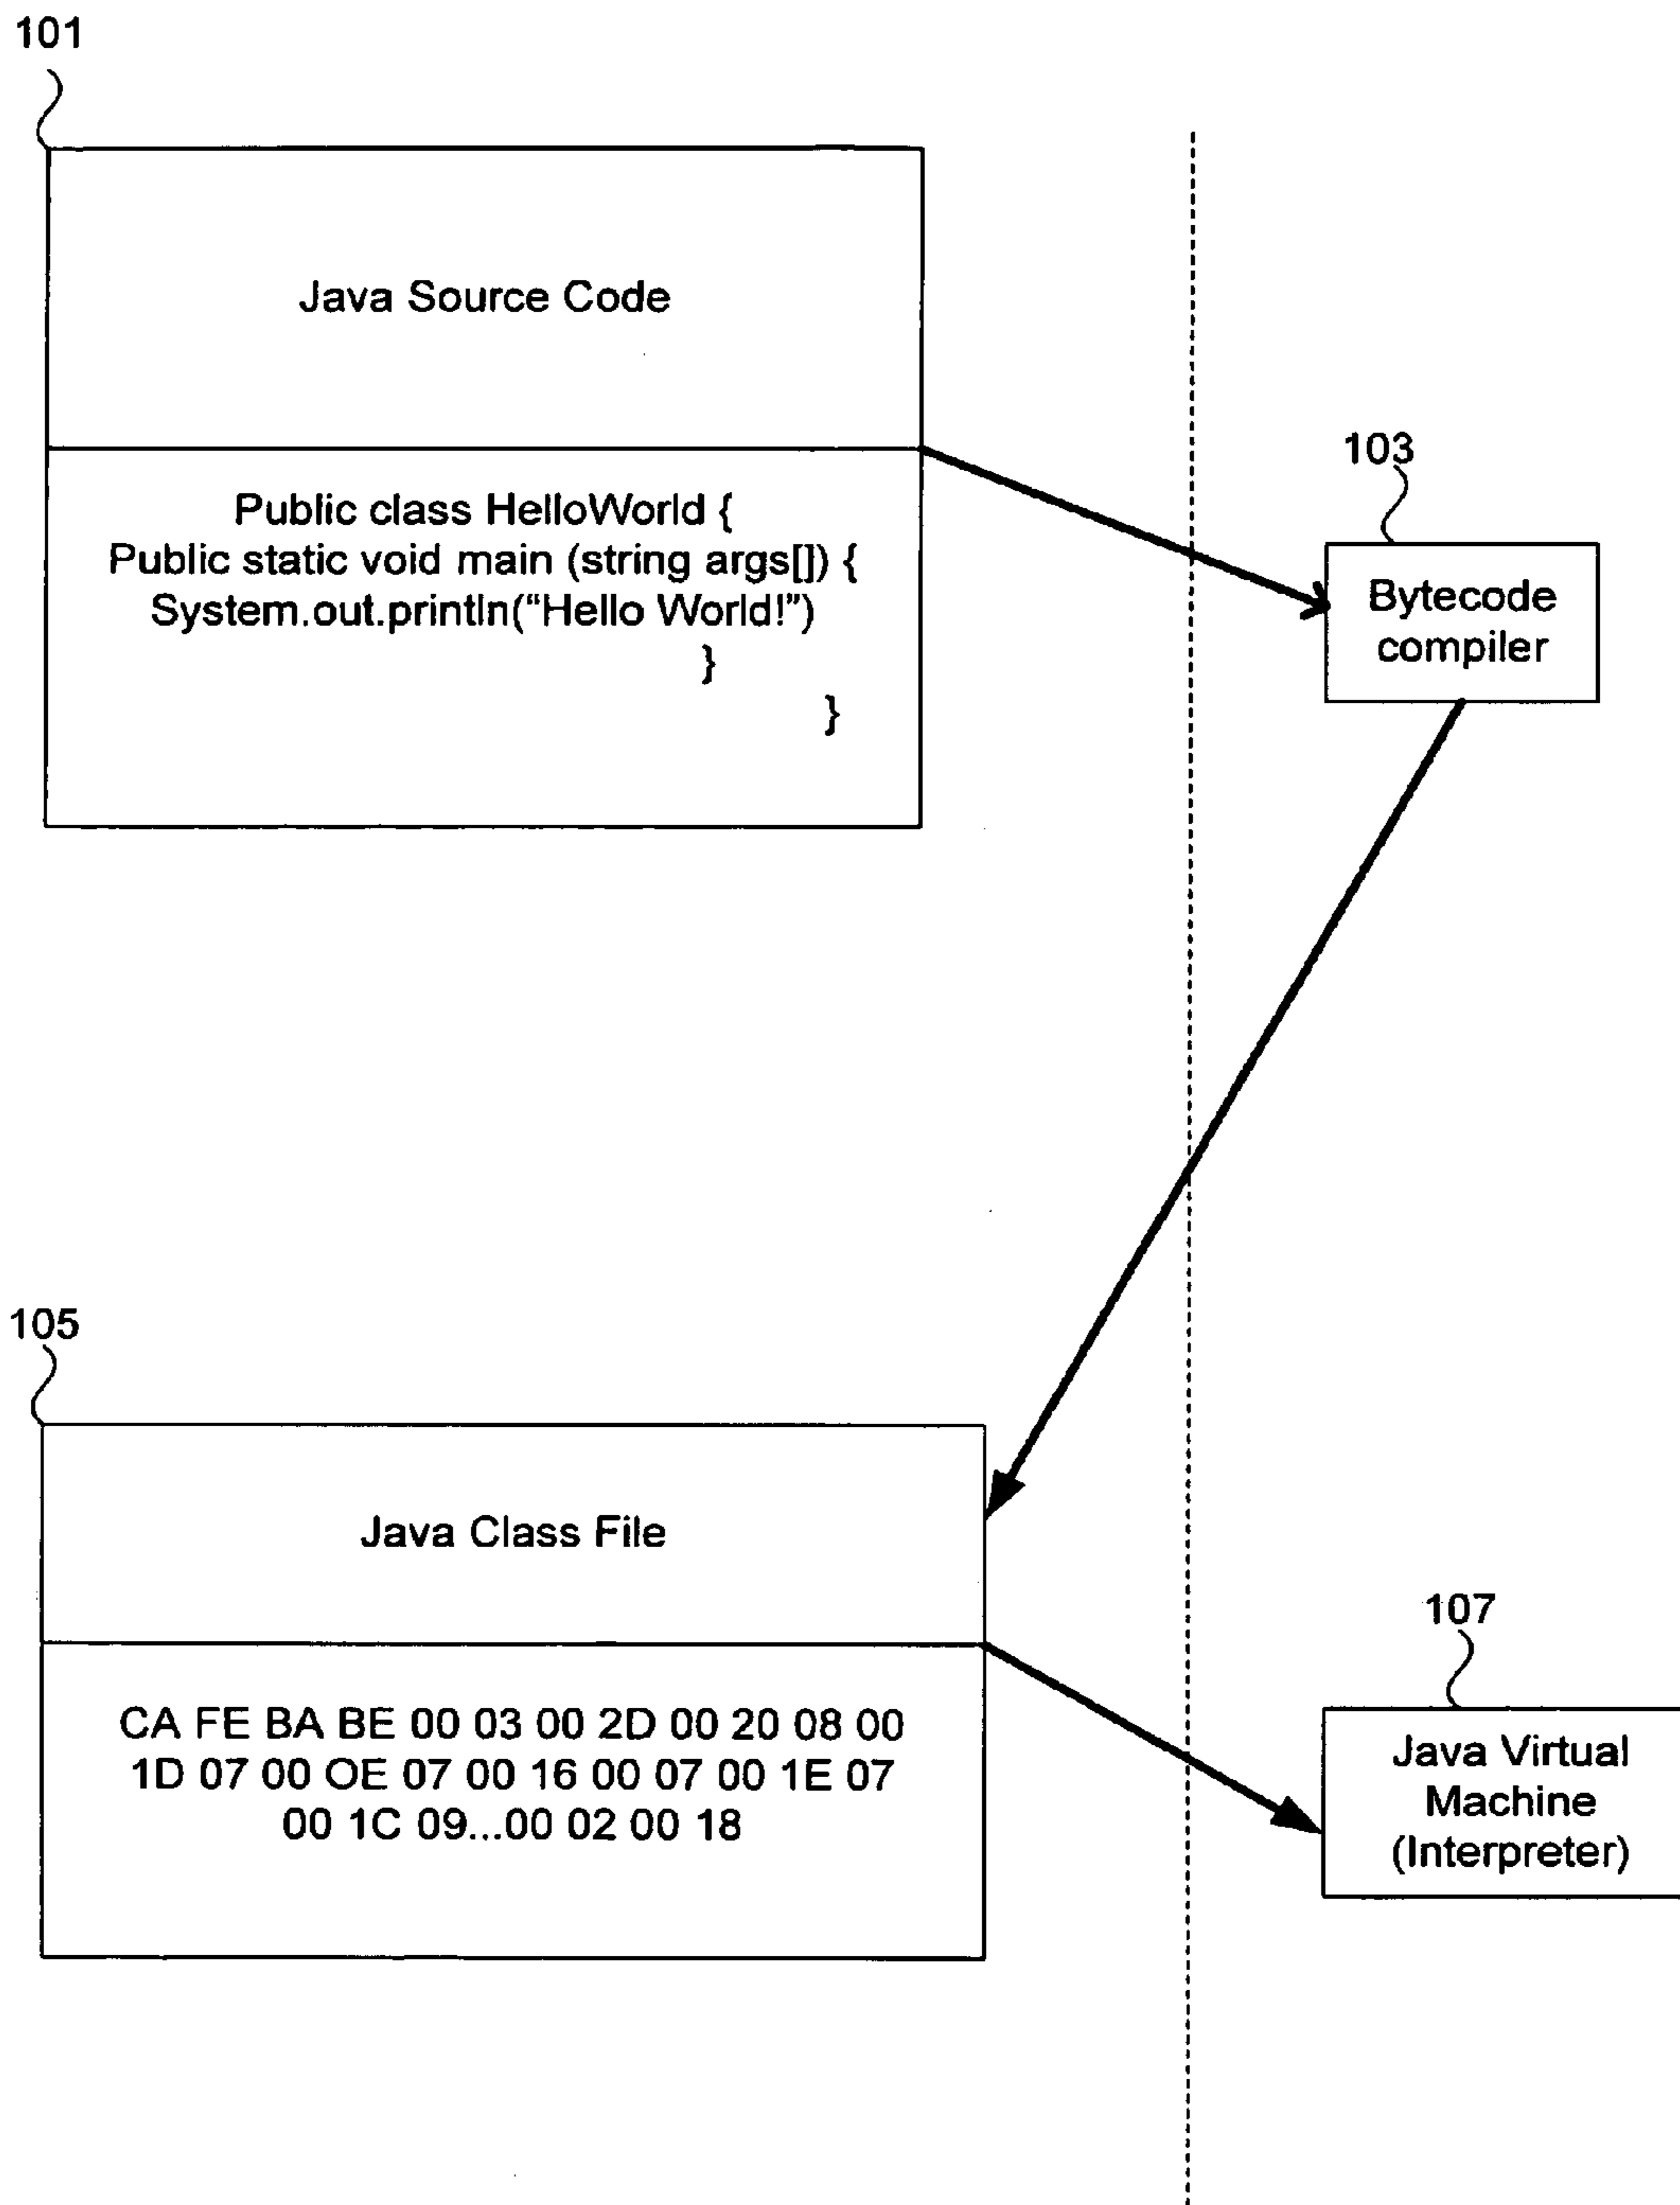 101
Java Source Code
Public class HelloWorld {
Public static void main (string args[]) {
System.out.println(“Hello World!”)
}
}
103
Bytecode
compiler
105
Java Class File
CA FE BA BE 00 03 00 2D 00 20 08 00
1D 07 00 OE 07 00 16 00 07 00 1E 07
00 1C 09...00 02 00 18
107
Java Virtual
Machine
(Interpreter)